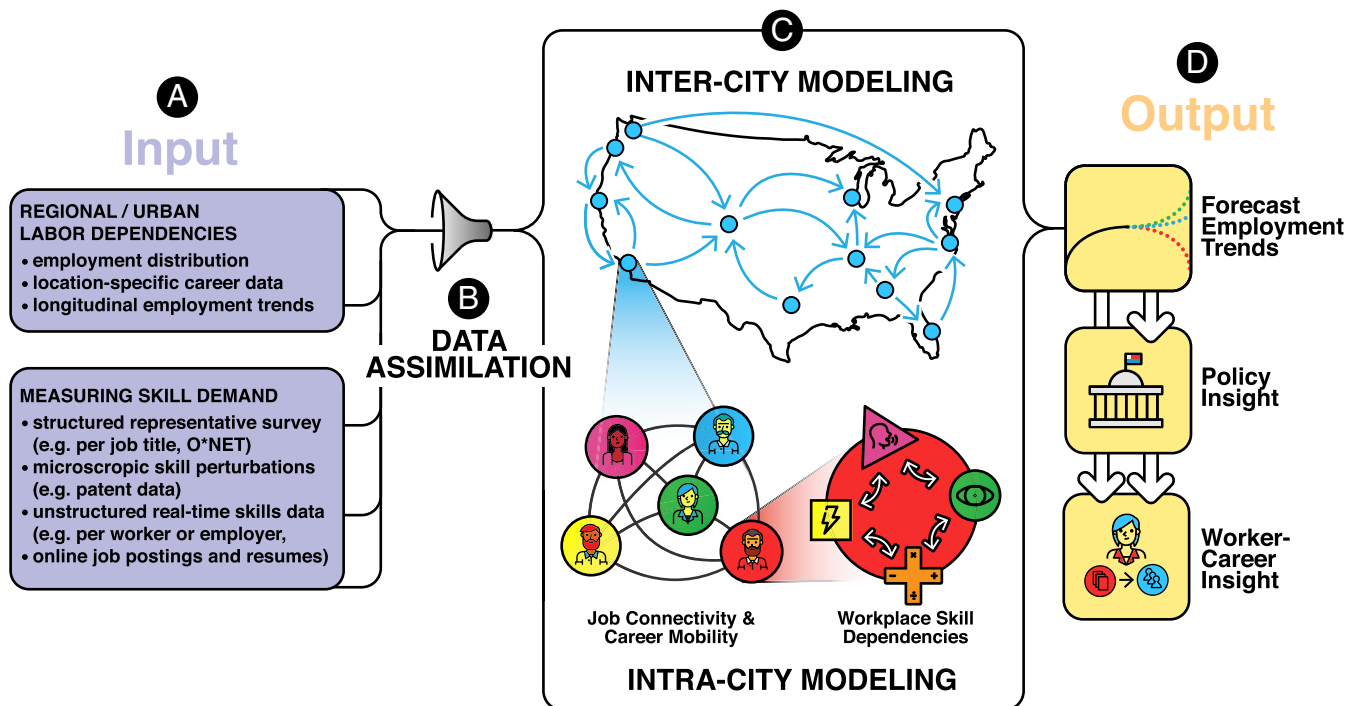 A
Input
REGIONAL / URBAN
LABOR DEPENDENCIES
• employment distribution
• location-specific career data
• longitudinal employment trends
MEASURING SKILL DEMAND
• structured representative survey
(e.g. per job title, O*NET)
• microscopic skill perturbations
(e.g. patent data)
• unstructured real-time skills data
(e.g. per worker or employer,
• online job postings and resumes)
B
DATA
ASSIMILATION
C
INTER-CITY MODELING
Job Connectivity &
Career Mobility
Workplace Skill
Dependencies
INTRA-CITY MODELING
D
Output
Forecast
Employment
Trends
Policy
Insight
Worker-
Career
Insight